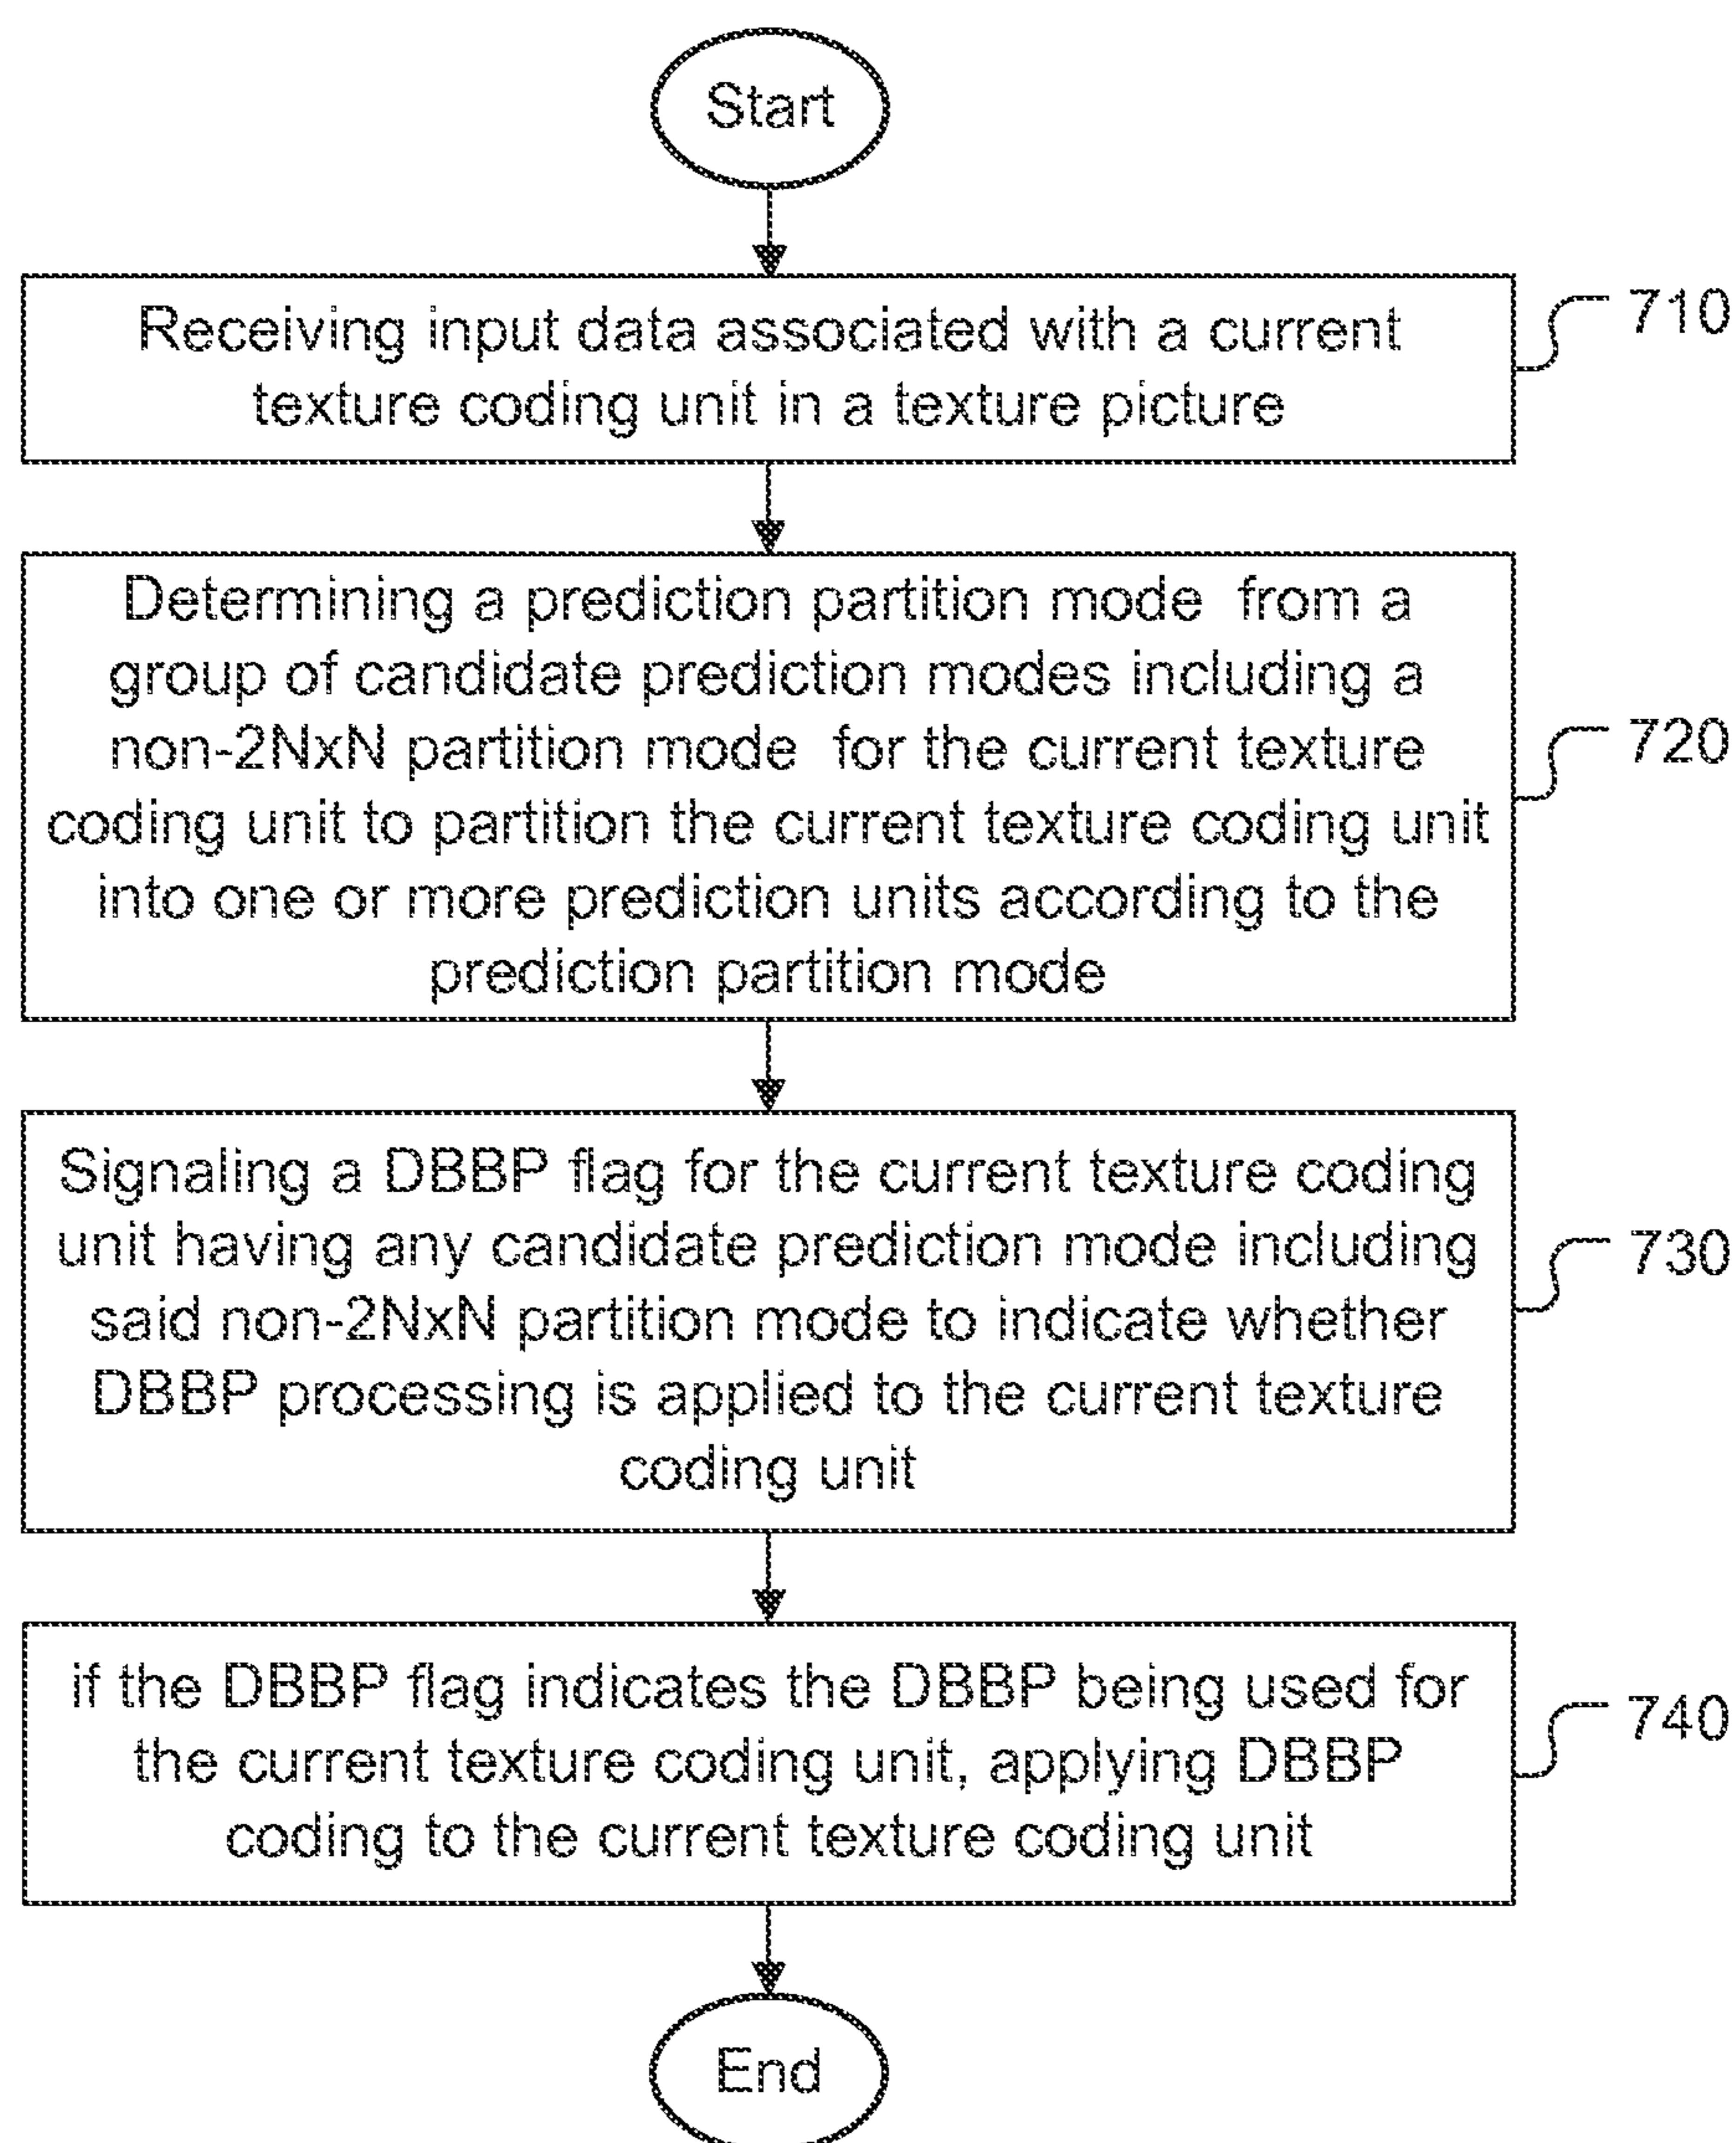 Start
Receiving input data associated with a current
texture coding unit in a texture picture
710
Determining a prediction partition mode from a
group of candidate prediction modes including a
non-2NxN partition mode for the current texture
coding unit to partition the current texture coding unit
into one or more prediction units according to the
prediction partition mode
720
Signaling a DBBP flag for the current texture coding
unit having any candidate prediction mode including
said non-2NxN partition mode to indicate whether
DBBP processing is applied to the current texture
coding unit
730
if the DBBP flag indicates the DBBP being used for
the current texture coding unit, applying DBBP
coding to the current texture coding unit
740
End